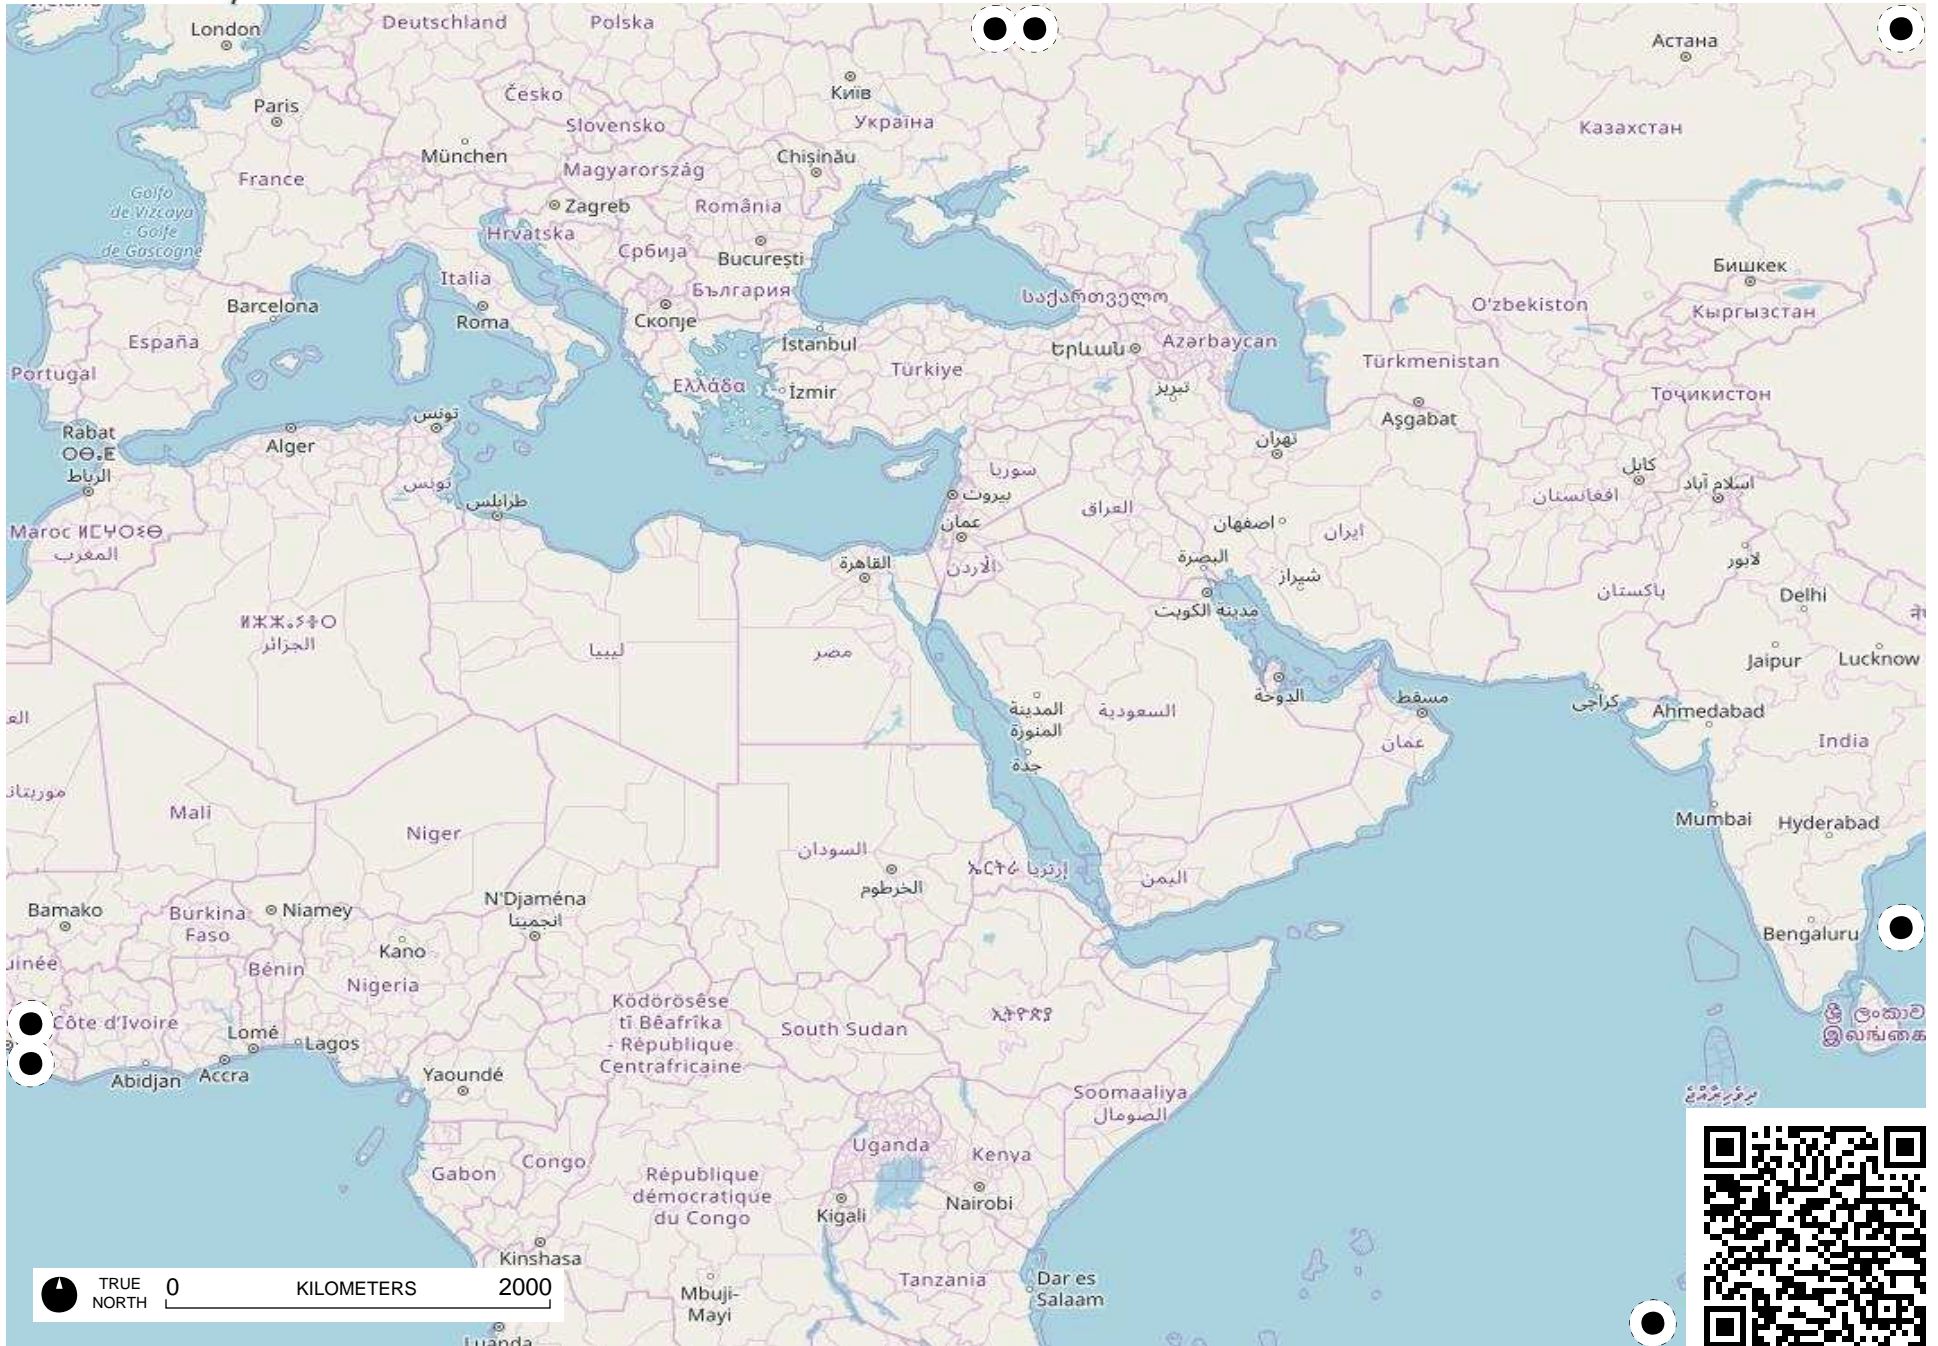 London
Deutschland
Polska
Астана
Київ
Україна
Česko
Paris
Slovensko
Казахстан
München
Chișinău
Magyarország
France
Golfo
de Vizcaya
- Golfe
de Gascogne
Zagreb
România
Hrvatska
Србија
București
Бишкек
Italia
България
საქართველო
O'zbekiston
Кыргызстан
Barcelona
Roma
Скопје
España
İstanbul
Երևան
Azərbaycan
Türkmenistan
Portugal
Türkiye
Ελλάδα
İzmir
تبریز
Тоҷикистон
تونس
Aşgabat
Rabat
ⵔⴱⴰⵟ
الرباط
Alger
تهران
تونس
سوريا
کابل
اسلام آباد
افغانستان
طرابلس
بيروت
العراق
Maroc ⵍⵎⵖⵔⵉⴱ
المغرب
عمان
اصفهان
ایران
القاهرة
الأردن
البصرة
شیراز
لاہور
مدينة الكويت
پاکستان
Delhi
ⵍⵣⵣⴰⵢⵔ
الجزائر
ليبيا
مصر
Jaipur
Lucknow
المدينة
المنورة
السعودية
الدوحة
مسقط
کراچی
Ahmedabad
عمان
India
جدة
Mali
Niger
Mumbai
Hyderabad
السودان
ኤርትራ إرتريا
اليمن
الخرطوم
N'Djaména
انجمينا
Bamako
Burkina
Faso
Niamey
Kano
Bengaluru
Bénin
Nigeria
Ködörösêse
tî Bêafrîka
- République
Centrafricaine
South Sudan
ኢትዮጵያ
Côte d'Ivoire
Lomé
Lagos
Abidjan
Accra
Yaoundé
Soomaaliya
الصومال
ދިވެހިރާއްޖެ
Uganda
Kenya
Gabon
Congo
République
démocratique
du Congo
Kigali
Nairobi
Kinshasa
Mbuji-
Mayi
Tanzania
Dar es
Salaam
Luanda
TRUE
NORTH
0 KILOMETERS 2000